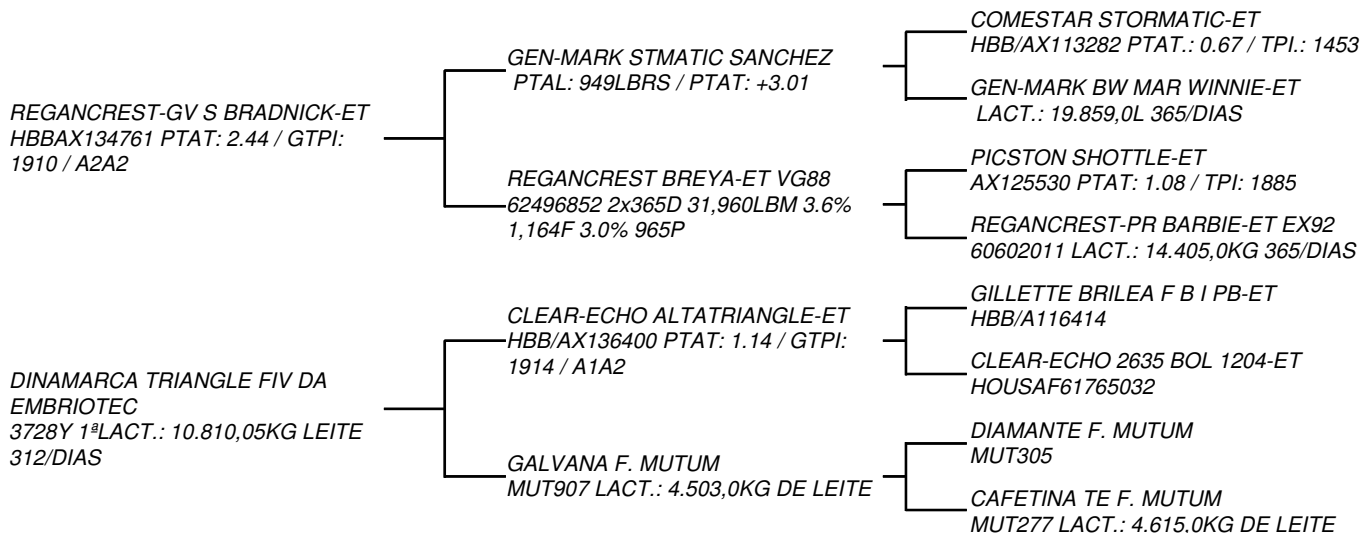 REGANCREST-GV S BRADNICK-ET
HBBAX134761 PTAT: 2.44 / GTPI:
1910 / A2A2
DINAMARCA TRIANGLE FIV DA
EMBRIOTEC
3728Y 1ªLACT.: 10.810,05KG LEITE
312/DIAS
GEN-MARK STMATIC SANCHEZ
PTAL: 949LBRS / PTAT: +3.01
REGANCREST BREYA-ET VG88
62496852 2x365D 31,960LBM 3.6%
1,164F 3.0% 965P
CLEAR-ECHO ALTATRIANGLE-ET
HBB/AX136400 PTAT: 1.14 / GTPI:
1914 / A1A2
GALVANA F. MUTUM
MUT907 LACT.: 4.503,0KG DE LEITE
COMESTAR STORMATIC-ET
HBB/AX113282 PTAT.: 0.67 / TPI.: 1453
GEN-MARK BW MAR WINNIE-ET
LACT.: 19.859,0L 365/DIAS
PICSTON SHOTTLE-ET
AX125530 PTAT: 1.08 / TPI: 1885
REGANCREST-PR BARBIE-ET EX92
60602011 LACT.: 14.405,0KG 365/DIAS
GILLETTE BRILEA F B I PB-ET
HBB/A116414
CLEAR-ECHO 2635 BOL 1204-ET
HOUSAF61765032
DIAMANTE F. MUTUM
MUT305
CAFETINA TE F. MUTUM
MUT277 LACT.: 4.615,0KG DE LEITE